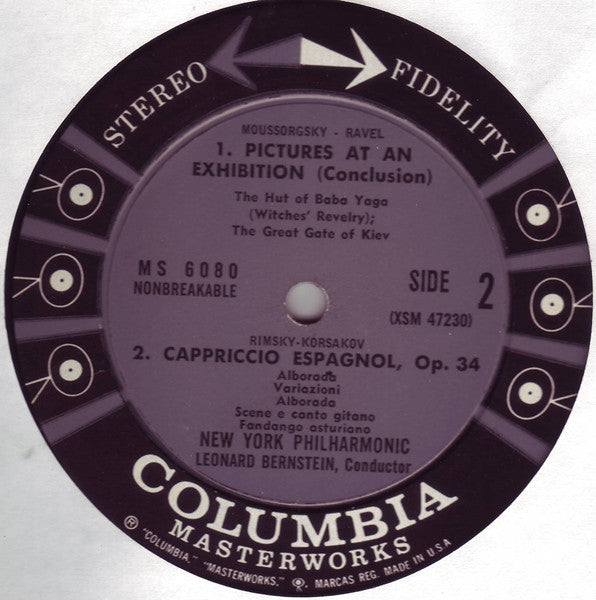 STEREO FIDELITY
MOUSSORGSKY - RAVEL
1. PICTURES AT AN
EXHIBITION (Conclusion)
The Hut of Baba Yaga
(Witches' Revelry);
The Great Gate of Kiev
MS 6080
NONBREAKABLE
SIDE 2
(XSM 47230)
RIMSKY-KORSAKOV
2. CAPPRICCIO ESPAGNOL, Op. 34
Alborada
Variazioni
Alborada
Scene e canto gitano
Fandango asturiano
NEW YORK PHILHARMONIC
LEONARD BERNSTEIN, Conductor
COLUMBIA
MASTERWORKS
® "COLUMBIA," "MASTERWORKS," ®, MARCAS REG. MADE IN U.S.A